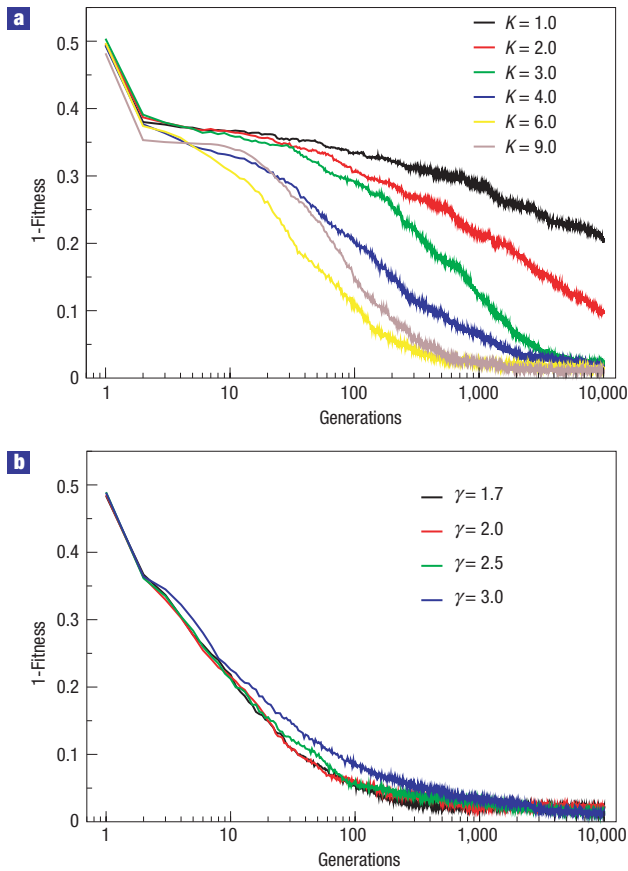 a
0.5
0.4
0.3
0.2
0.1
0
1-Fitness
K = 1.0
K = 2.0
K = 3.0
K = 4.0
K = 6.0
K = 9.0
1
10
100
1,000
10,000
Generations
b
0.5
0.4
0.3
0.2
0.1
0
1-Fitness
γ = 1.7
γ = 2.0
γ = 2.5
γ = 3.0
1
10
100
1,000
10,000
Generations